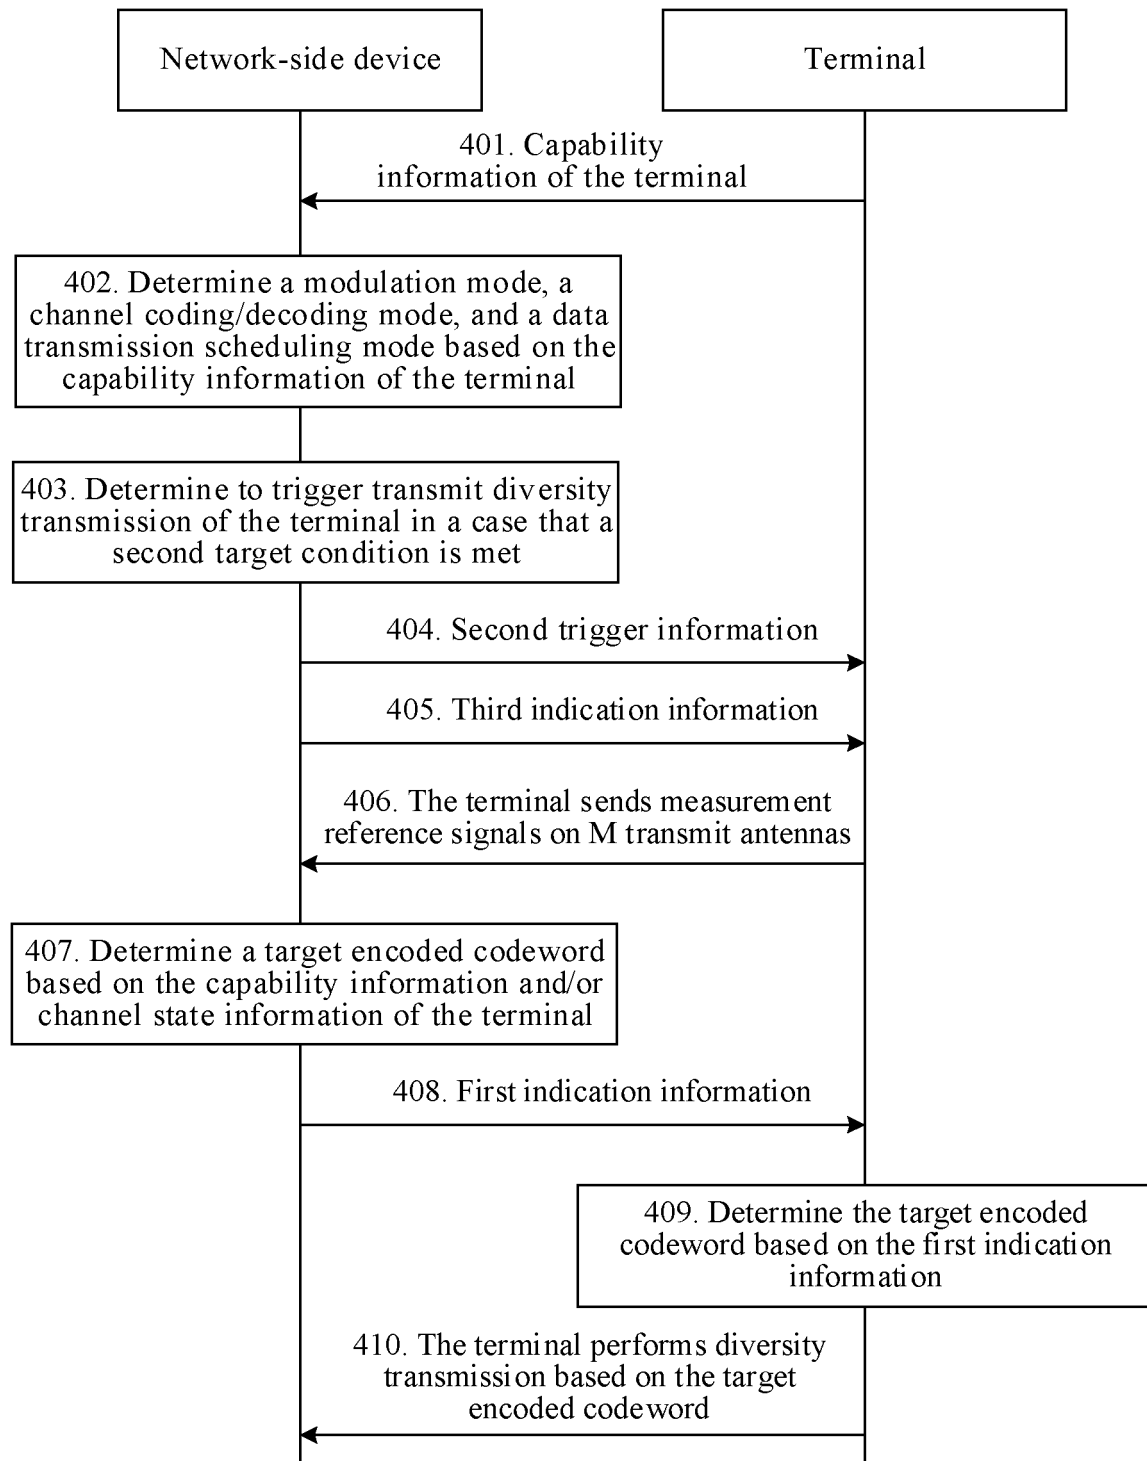 Network-side device
Terminal
401. Capability
information of the terminal
402. Determine a modulation mode, a
channel coding/decoding mode, and a data
transmission scheduling mode based on the
capability information of the terminal
403. Determine to trigger transmit diversity
transmission of the terminal in a case that a
second target condition is met
404. Second trigger information
405. Third indication information
406. The terminal sends measurement
reference signals on M transmit antennas
407. Determine a target encoded codeword
based on the capability information and/or
channel state information of the terminal
408. First indication information
409. Determine the target encoded
codeword based on the first indication
information
410. The terminal performs diversity
transmission based on the target
encoded codeword